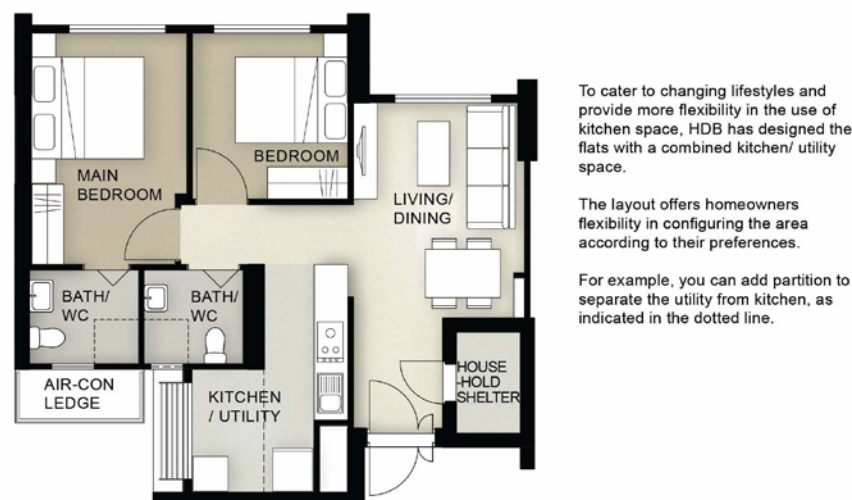 MAIN
BEDROOM
BEDROOM
LIVING/
DINING
BATH/
WC
BATH/
WC
AIR-CON
LEDGE
KITCHEN
/ UTILITY
HOUSE
-HOLD
SHELTER
To cater to changing lifestyles and
provide more flexibility in the use of
kitchen space, HDB has designed the
flats with a combined kitchen/ utility
space.
The layout offers homeowners
flexibility in configuring the area
according to their preferences.
For example, you can add partition to
separate the utility from kitchen, as
indicated in the dotted line.